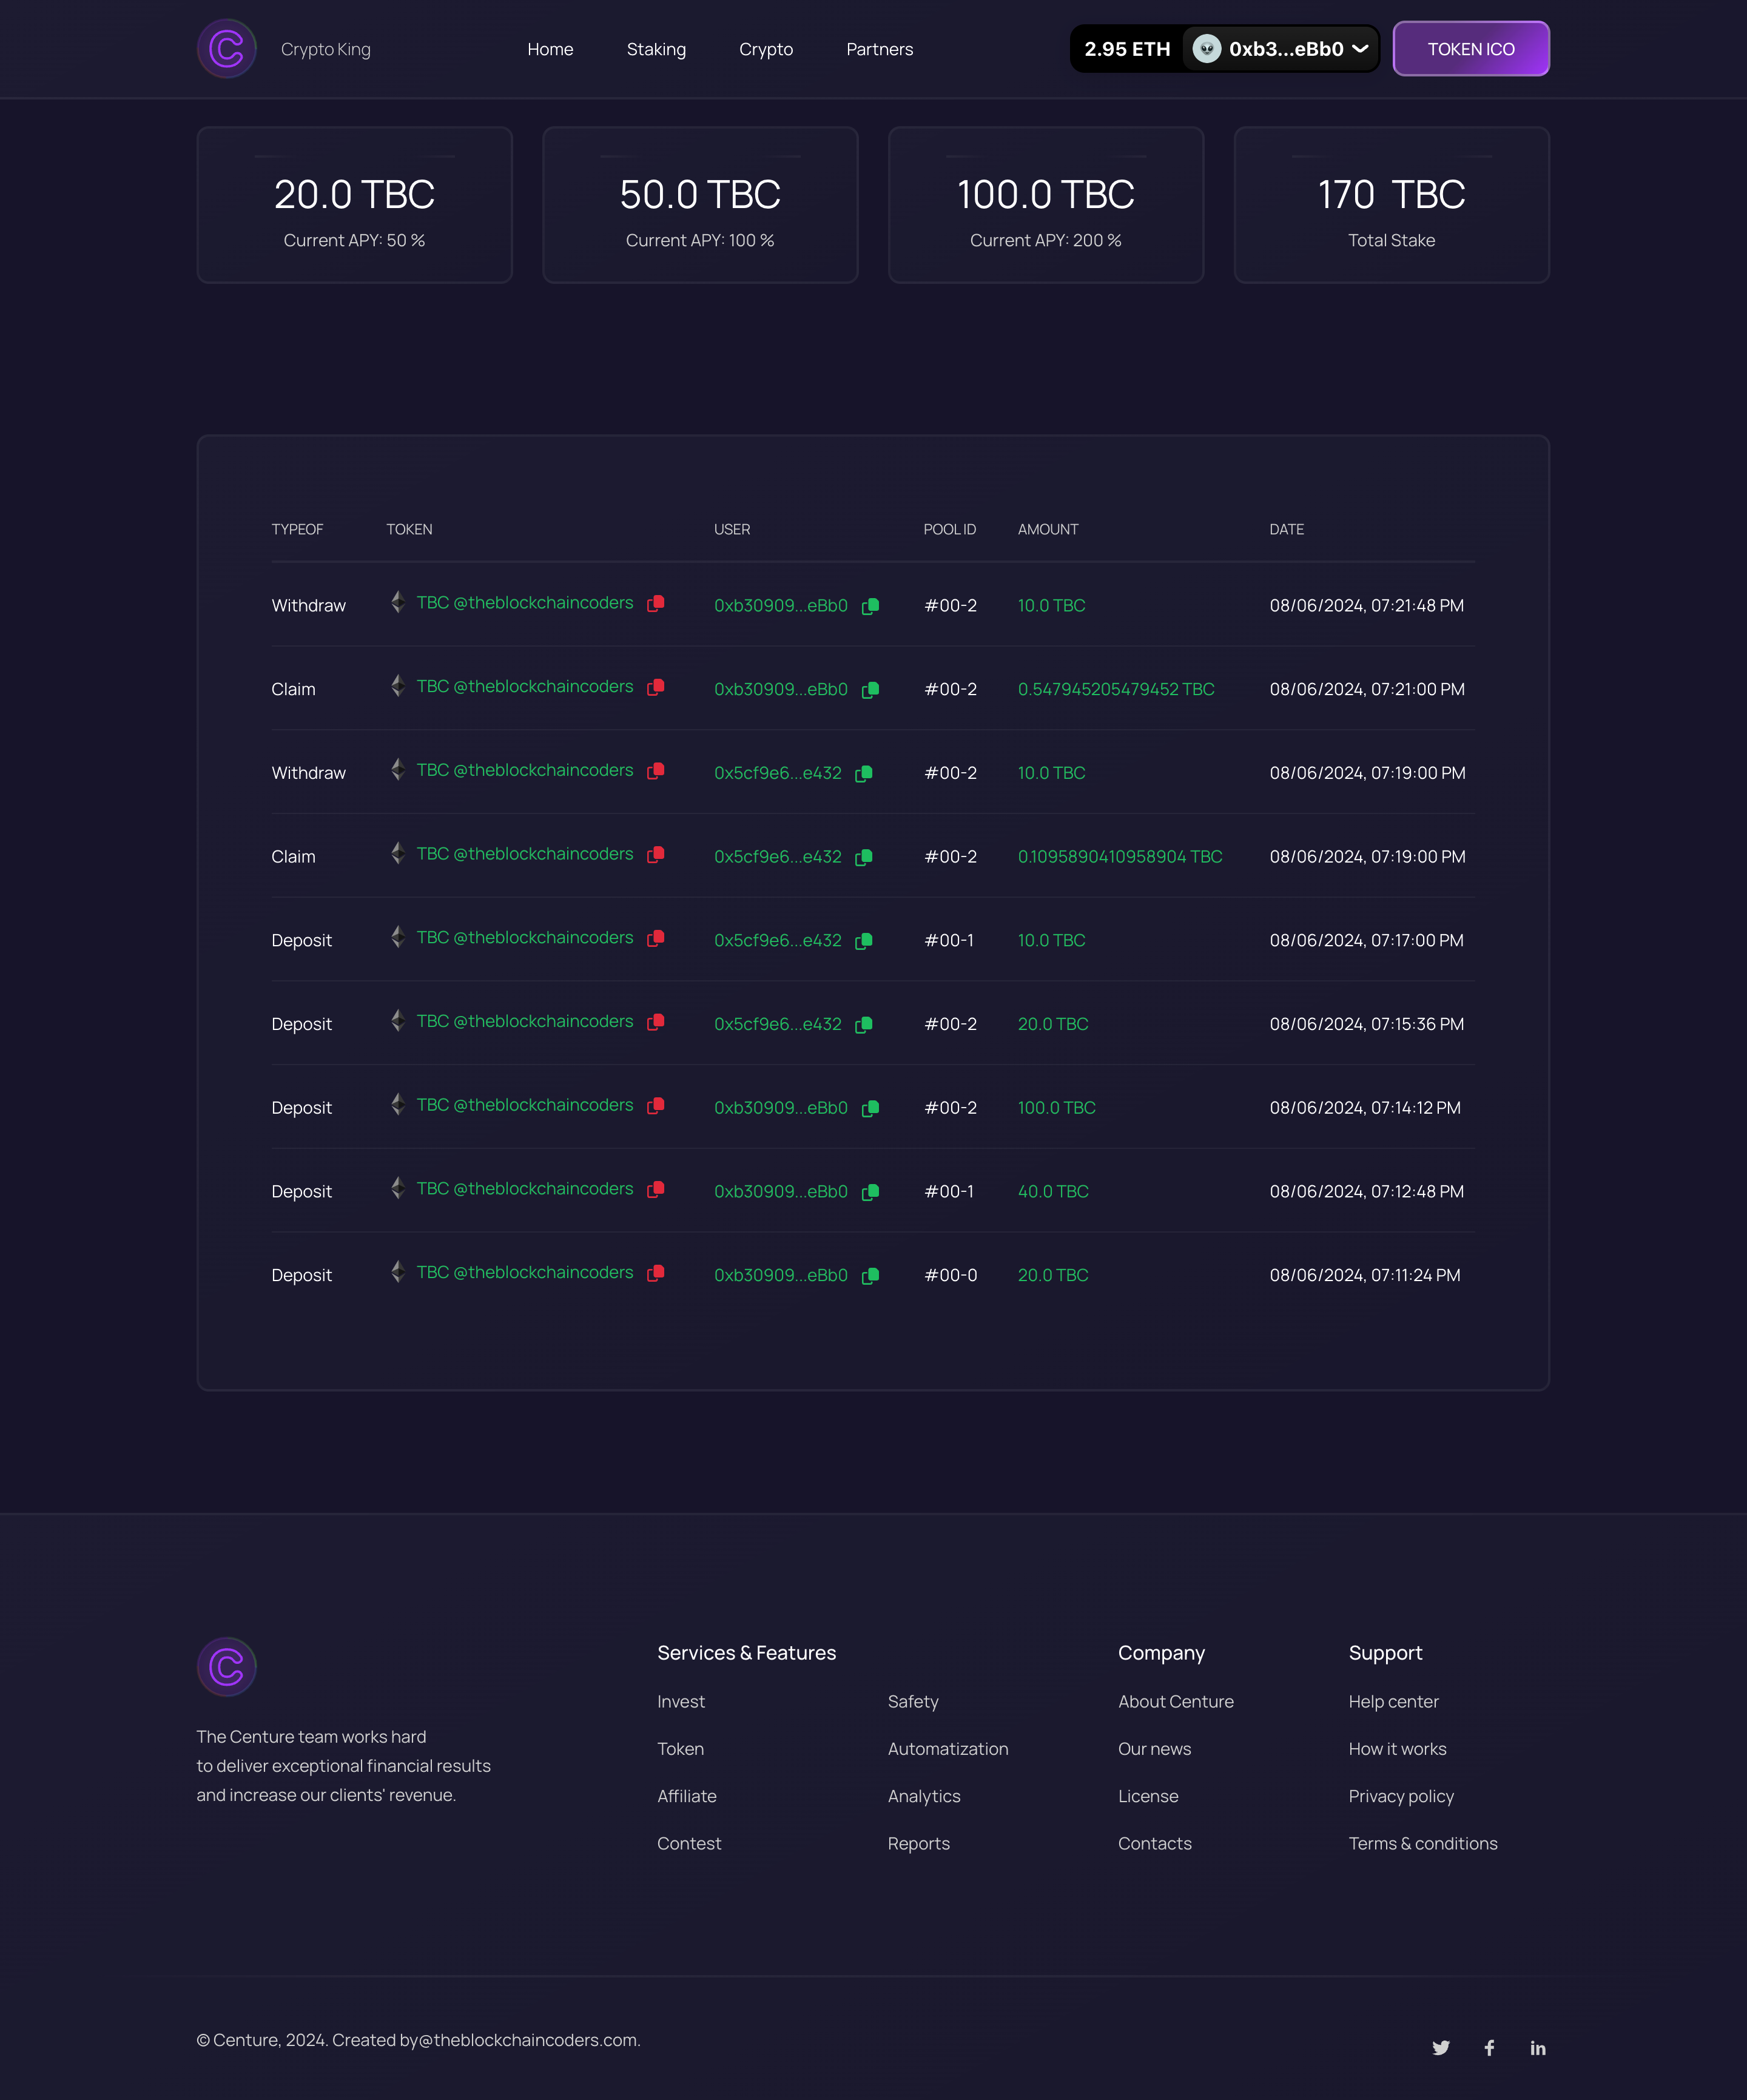 Crypto King Home Staking Crypto Partners 2.95 ETH 0xb3...eBb0 TOKEN ICO
20.0 TBC 50.0 TBC 100.0 TBC 170 TBC
Current APY: 50 % Current APY: 100 % Current APY: 200 % Total Stake
TYPEOF TOKEN USER POOL ID AMOUNT DATE
Withdraw TBC @theblockchaincoders 0xb30909...eBb0 #00-2 10.0 TBC 08/06/2024, 07:21:48 PM
Claim TBC @theblockchaincoders 0xb30909...eBb0 #00-2 0.547945205479452 TBC 08/06/2024, 07:21:00 PM
Withdraw TBC @theblockchaincoders 0x5cf9e6...e432 #00-2 10.0 TBC 08/06/2024, 07:19:00 PM
Claim TBC @theblockchaincoders 0x5cf9e6...e432 #00-2 0.1095890410958904 TBC 08/06/2024, 07:19:00 PM
Deposit TBC @theblockchaincoders 0x5cf9e6...e432 #00-1 10.0 TBC 08/06/2024, 07:17:00 PM
Deposit TBC @theblockchaincoders 0x5cf9e6...e432 #00-2 20.0 TBC 08/06/2024, 07:15:36 PM
Deposit TBC @theblockchaincoders 0xb30909...eBb0 #00-2 100.0 TBC 08/06/2024, 07:14:12 PM
Deposit TBC @theblockchaincoders 0xb30909...eBb0 #00-1 40.0 TBC 08/06/2024, 07:12:48 PM
Deposit TBC @theblockchaincoders 0xb30909...eBb0 #00-0 20.0 TBC 08/06/2024, 07:11:24 PM
The Centure team works hard
to deliver exceptional financial results
and increase our clients' revenue.
Services & Features Company Support
Invest Safety About Centure Help center
Token Automatization Our news How it works
Affiliate Analytics License Privacy policy
Contest Reports Contacts Terms & conditions
© Centure, 2024. Created by@theblockchaincoders.com.